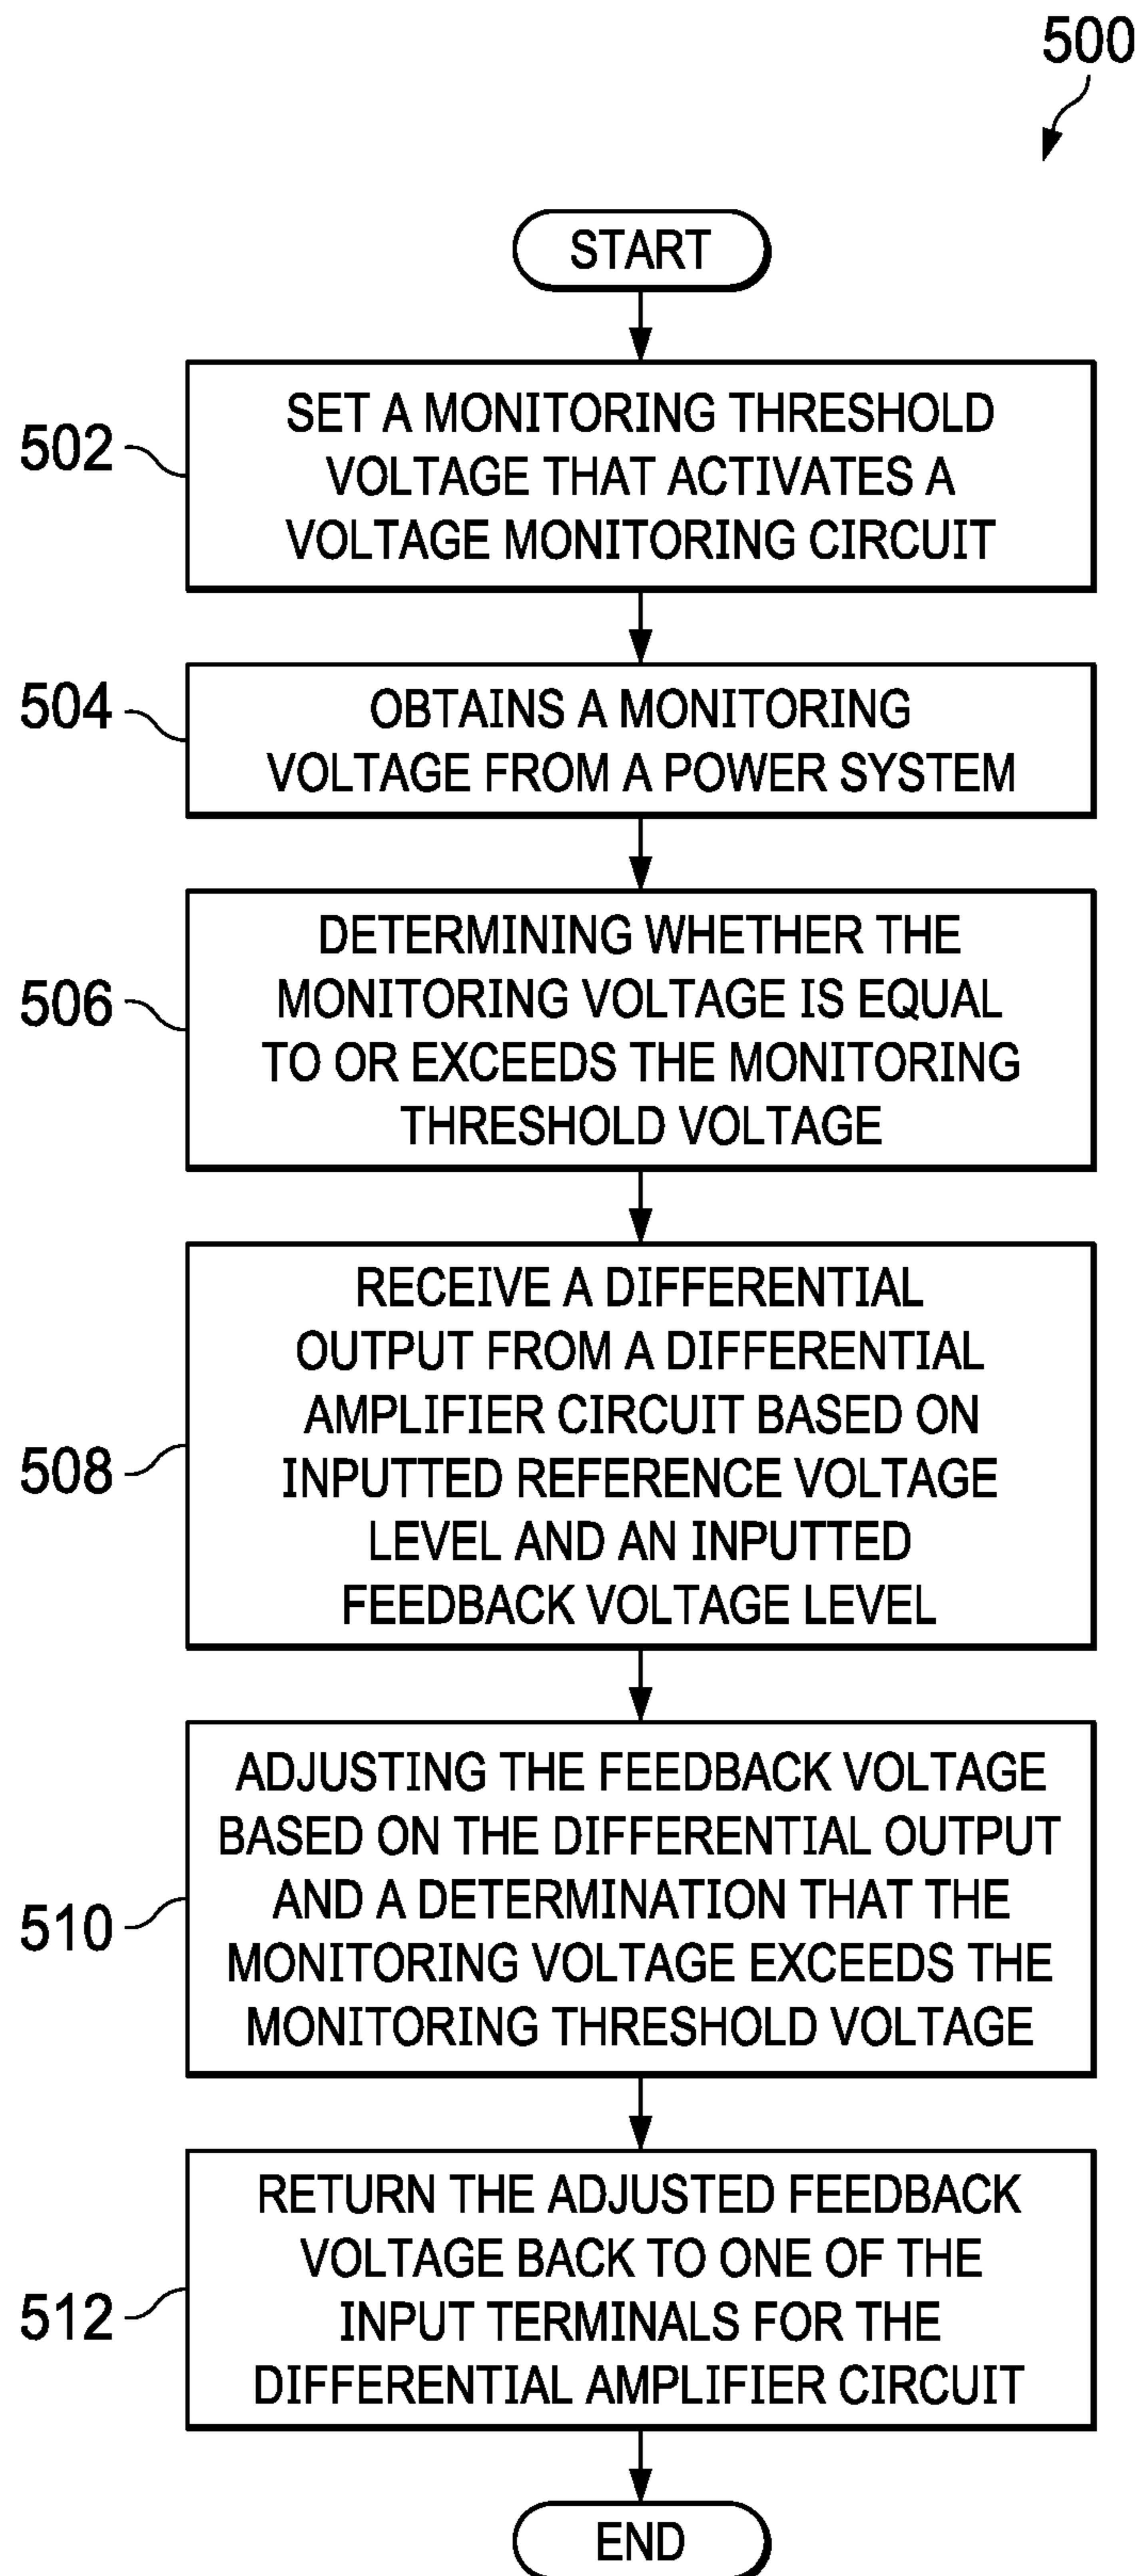 500
START
502
SET A MONITORING THRESHOLD
VOLTAGE THAT ACTIVATES A
VOLTAGE MONITORING CIRCUIT
504
OBTAINS A MONITORING
VOLTAGE FROM A POWER SYSTEM
506
DETERMINING WHETHER THE
MONITORING VOLTAGE IS EQUAL
TO OR EXCEEDS THE MONITORING
THRESHOLD VOLTAGE
508
RECEIVE A DIFFERENTIAL
OUTPUT FROM A DIFFERENTIAL
AMPLIFIER CIRCUIT BASED ON
INPUTTED REFERENCE VOLTAGE
LEVEL AND AN INPUTTED
FEEDBACK VOLTAGE LEVEL
510
ADJUSTING THE FEEDBACK VOLTAGE
BASED ON THE DIFFERENTIAL OUTPUT
AND A DETERMINATION THAT THE
MONITORING VOLTAGE EXCEEDS THE
MONITORING THRESHOLD VOLTAGE
512
RETURN THE ADJUSTED FEEDBACK
VOLTAGE BACK TO ONE OF THE
INPUT TERMINALS FOR THE
DIFFERENTIAL AMPLIFIER CIRCUIT
END